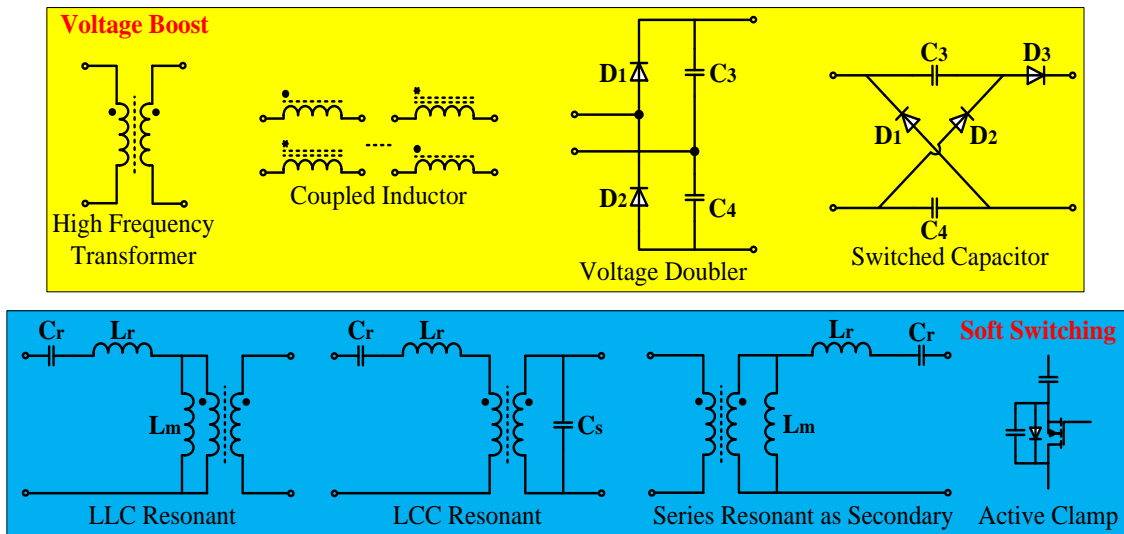 Voltage Boost
High Frequency
Transformer
*
*
Coupled Inductor
D1
D2
C3
C4
Voltage Doubler
C3
D3
D1
D2
C4
Switched Capacitor
Soft Switching
Cr
Lr
Lm
LLC Resonant
Cr
Lr
Cs
LCC Resonant
Lr
Cr
Lm
Series Resonant as Secondary
Active Clamp